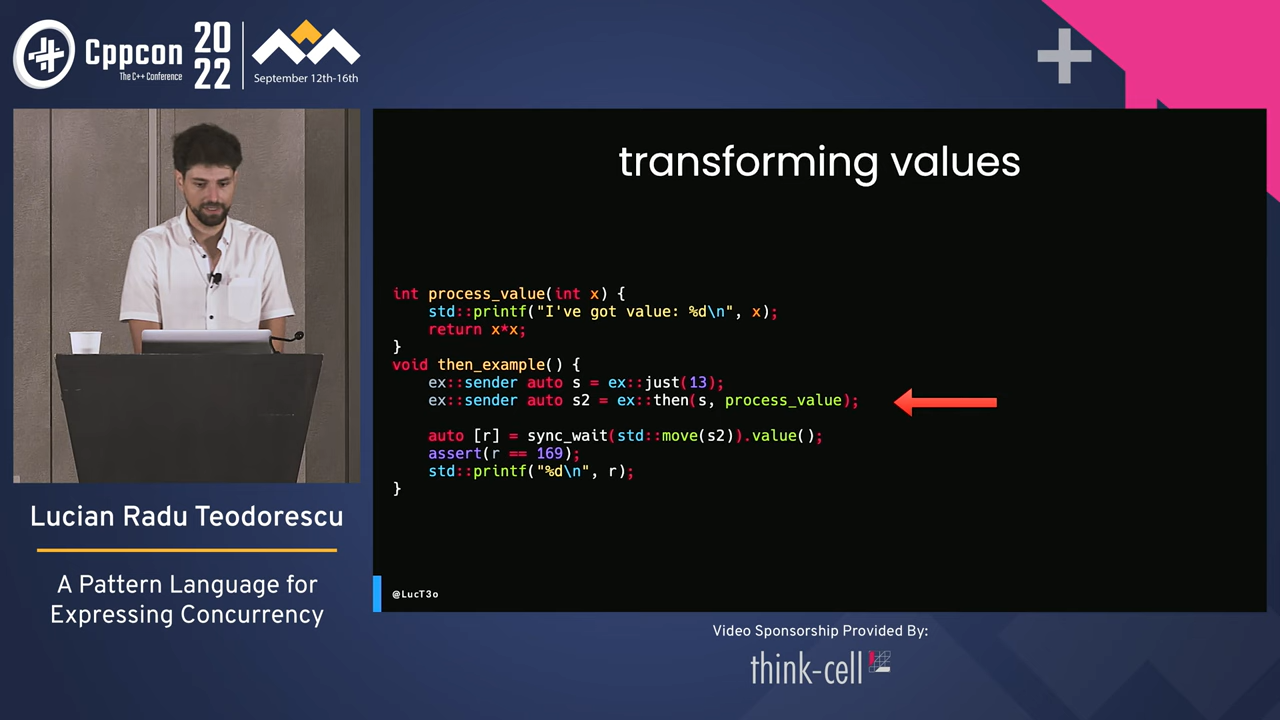 Cppcon
The C++ Conference
20
22
September 12th-16th
transforming values
int process_value(int x) {
    std::printf("I've got value: %d\n", x);
    return x*x;
}
void then_example() {
    ex::sender auto s = ex::just(13);
    ex::sender auto s2 = ex::then(s, process_value);
    auto [r] = sync_wait(std::move(s2)).value();
    assert(r == 169);
    std::printf("%d\n", r);
}
@LucT3o
Lucian Radu Teodorescu
A Pattern Language for
Expressing Concurrency
Video Sponsorship Provided By:
think-cell